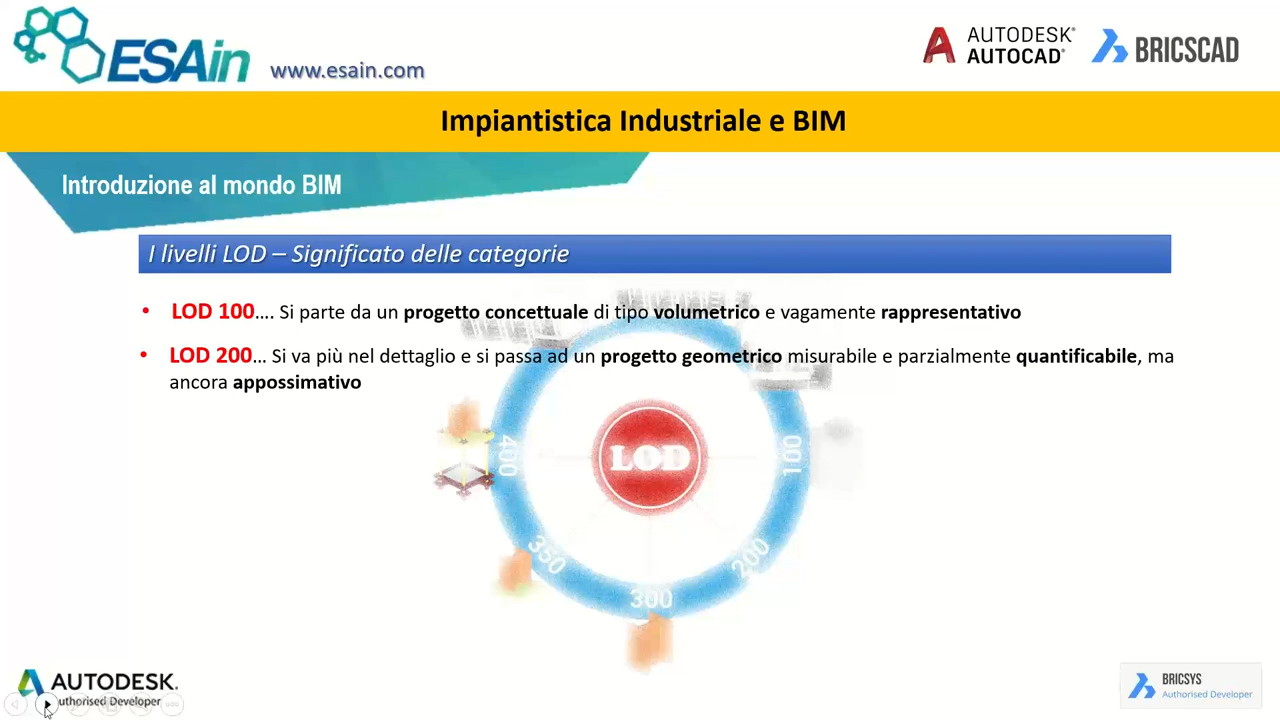 ESAin
www.esain.com
AUTODESK®
AUTOCAD®
BRICSCAD
Impiantistica Industriale e BIM
Introduzione al mondo BIM
I livelli LOD – Significato delle categorie
• LOD 100.... Si parte da un progetto concettuale di tipo volumetrico e vagamente rappresentativo
• LOD 200... Si va più nel dettaglio e si passa ad un progetto geometrico misurabile e parzialmente quantificabile, ma
ancora appossimativo
LOD
400
100
350
200
300
AUTODESK.
Authorised Developer
BRICSYS
Authorised Developer